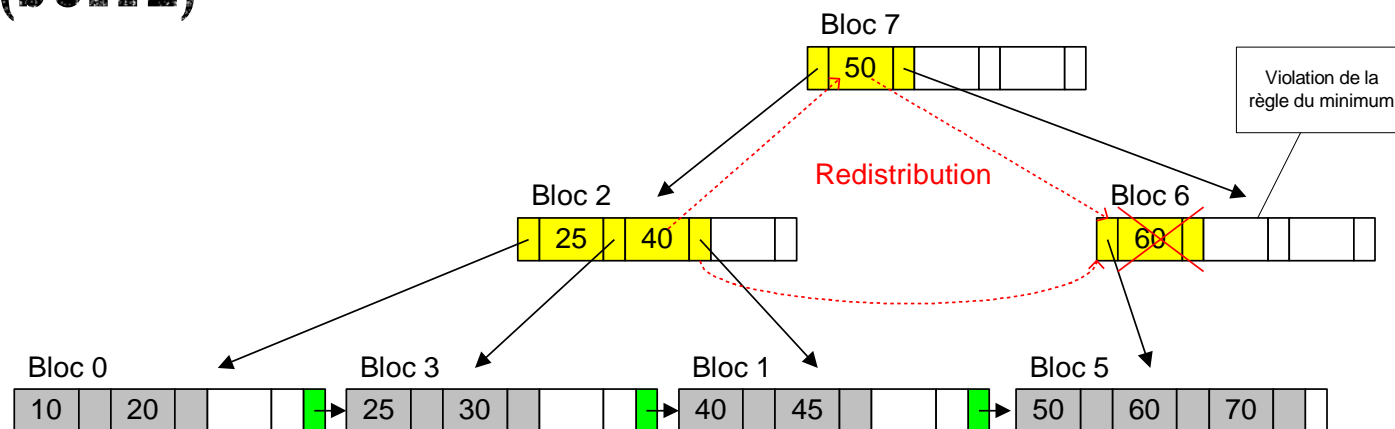 Bloc 7
50
Violation de la
règle du minimum
Redistribution
Bloc 2
Bloc 6
25 40
60
Bloc 0 Bloc 3 Bloc 1 Bloc 5
10 20 25 30 40 45 50 60 70